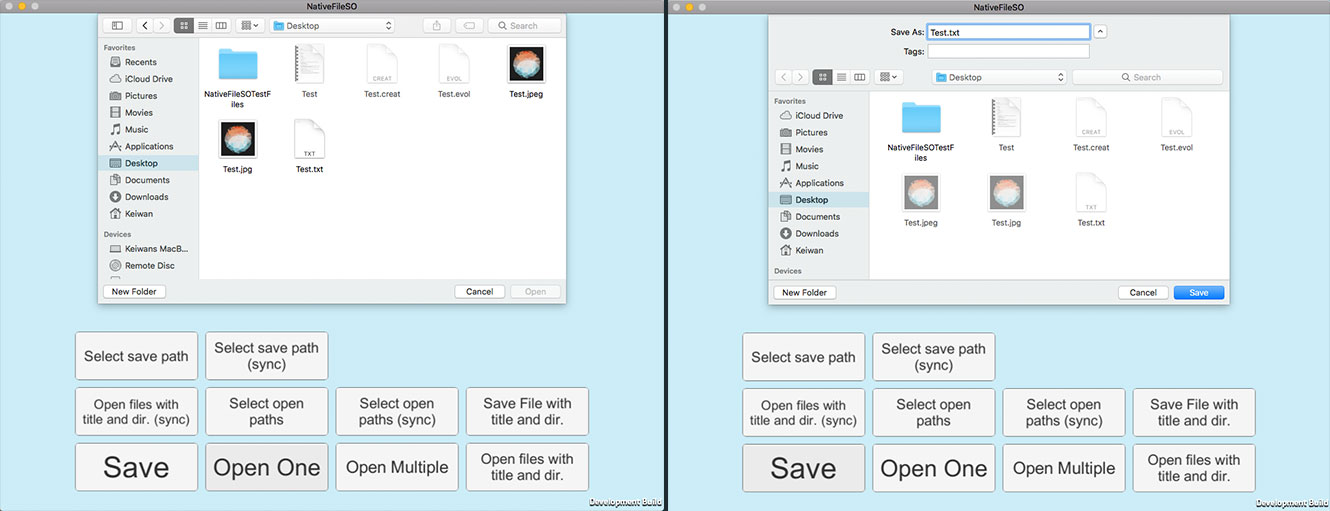 NativeFileSO
Desktop
Search
Favorites
Recents
iCloud Drive
Pictures
Movies
Music
Applications
Desktop
Documents
Downloads
Keiwan
Devices
Keiwans MacB...
Remote Disc
NativeFileSOTestF
iles
Test
CREAT
Test.creat
EVOL
Test.evol
Test.jpeg
Test.jpg
TXT
Test.txt
New Folder
Cancel
Open
Select save path
Select save path
(sync)
Open files with
title and dir. (sync)
Select open
paths
Select open
paths (sync)
Save File with
title and dir.
Save
Open One
Open Multiple
Open files with
title and dir.
Development Build
NativeFileSO
Save As:
Test.txt
Tags:
Desktop
Search
Favorites
iCloud Drive
Pictures
Movies
Music
Applications
Desktop
Documents
Downloads
Keiwan
Devices
NativeFileSOTestF
iles
Test
CREAT
Test.creat
EVOL
Test.evol
Test.jpeg
Test.jpg
TXT
Test.txt
New Folder
Cancel
Save
Select save path
Select save path
(sync)
Open files with
title and dir. (sync)
Select open
paths
Select open
paths (sync)
Save File with
title and dir.
Save
Open One
Open Multiple
Open files with
title and dir.
Development Build